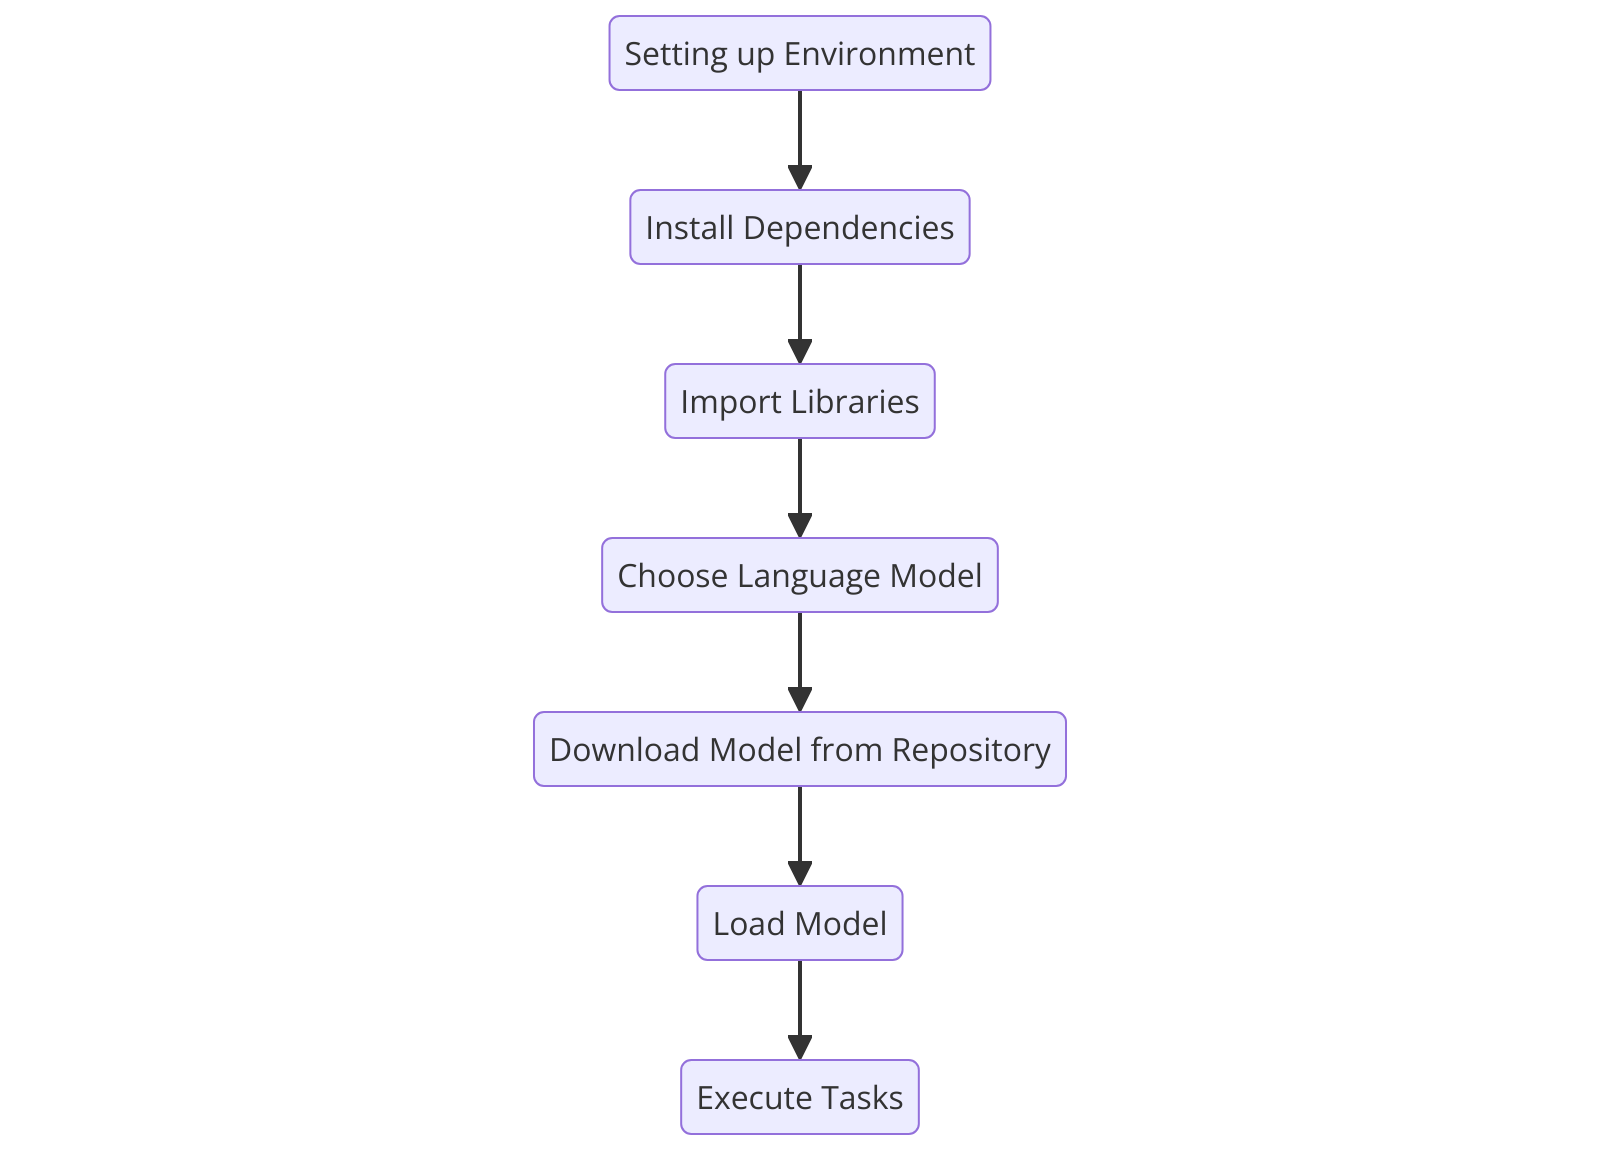 Setting up Environment
Install Dependencies
Import Libraries
Choose Language Model
Download Model from Repository
Load Model
Execute Tasks